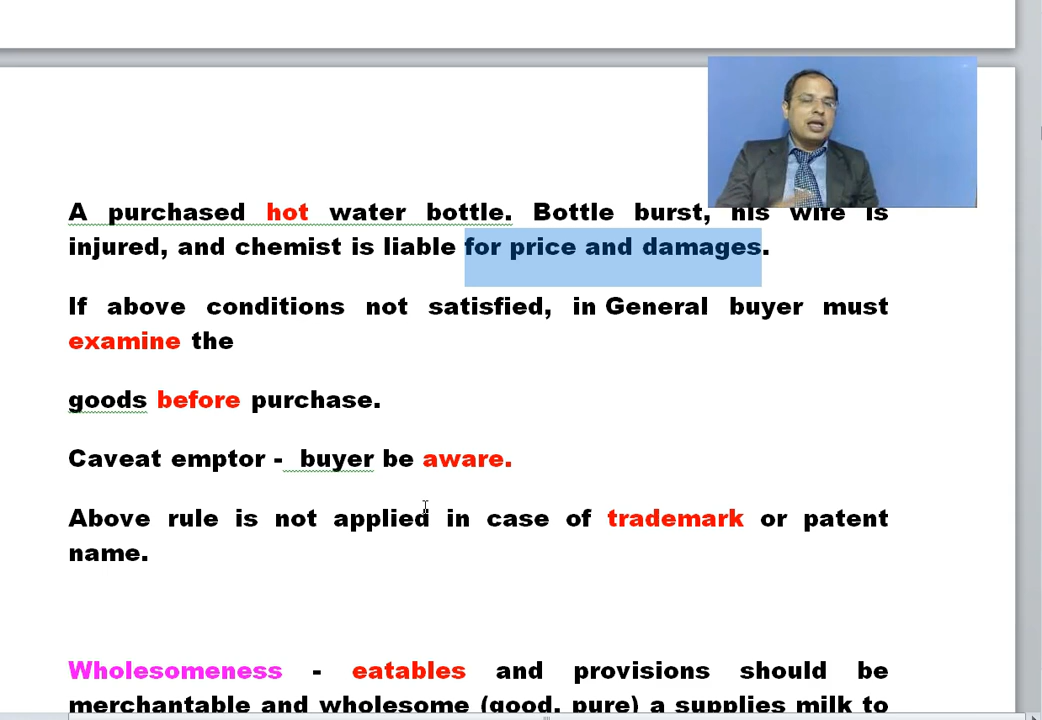 A purchased hot water bottle. Bottle burst, his wife is
injured, and chemist is liable for price and damages.
If above conditions not satisfied, in General buyer must
examine the
goods before purchase.
Caveat emptor - buyer be aware.
Above rule is not applied in case of trademark or patent
name.
Wholesomeness - eatables and provisions should be
merchantable and wholesome (good, pure) a supplies milk to